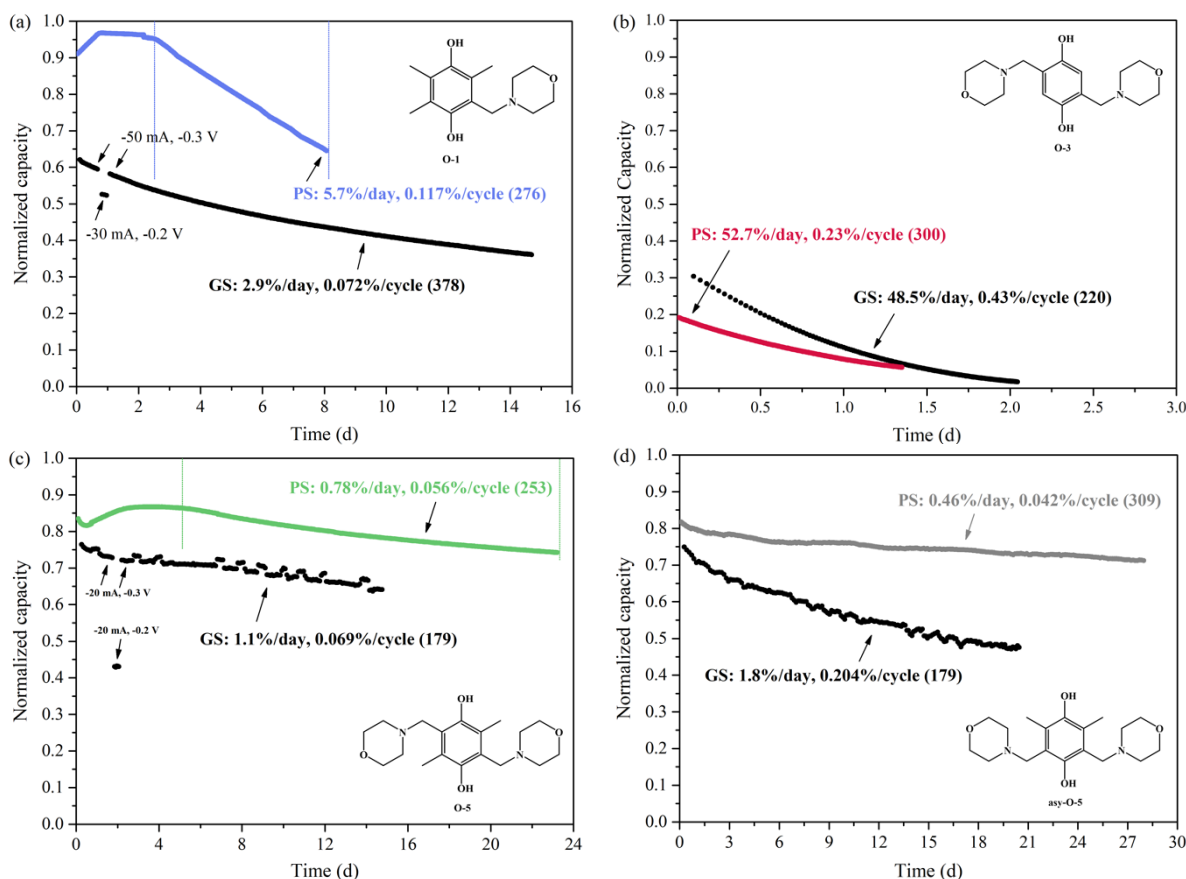 (a)
Normalized capacity
1.0
0.9
0.8
0.7
0.6
0.5
0.4
0.3
0.2
0.1
0.0
-50 mA, -0.3 V
-30 mA, -0.2 V
PS: 5.7%/day, 0.117%/cycle (276)
GS: 2.9%/day, 0.072%/cycle (378)
OH
N
O
OH
O-1
0 2 4 6 8 10 12 14 16
Time (d)
(b)
Normalized Capacity
1.0
0.9
0.8
0.7
0.6
0.5
0.4
0.3
0.2
0.1
0.0
OH
O
N
N
O
OH
O-3
PS: 52.7%/day, 0.23%/cycle (300)
GS: 48.5%/day, 0.43%/cycle (220)
0.0 0.5 1.0 1.5 2.0 2.5 3.0
Time (d)
(c)
Normalized capacity
1.0
0.9
0.8
0.7
0.6
0.5
0.4
0.3
0.2
0.1
0.0
PS: 0.78%/day, 0.056%/cycle (253)
-20 mA, -0.3 V
-20 mA, -0.2 V
GS: 1.1%/day, 0.069%/cycle (179)
OH
O
N
N
O
OH
O-5
0 4 8 12 16 20 24
Time (d)
(d)
Normalized capacity
1.0
0.9
0.8
0.7
0.6
0.5
0.4
0.3
0.2
0.1
0.0
PS: 0.46%/day, 0.042%/cycle (309)
GS: 1.8%/day, 0.204%/cycle (179)
OH
O
N
N
O
OH
asy-O-5
0 3 6 9 12 15 18 21 24 27 30
Time (d)